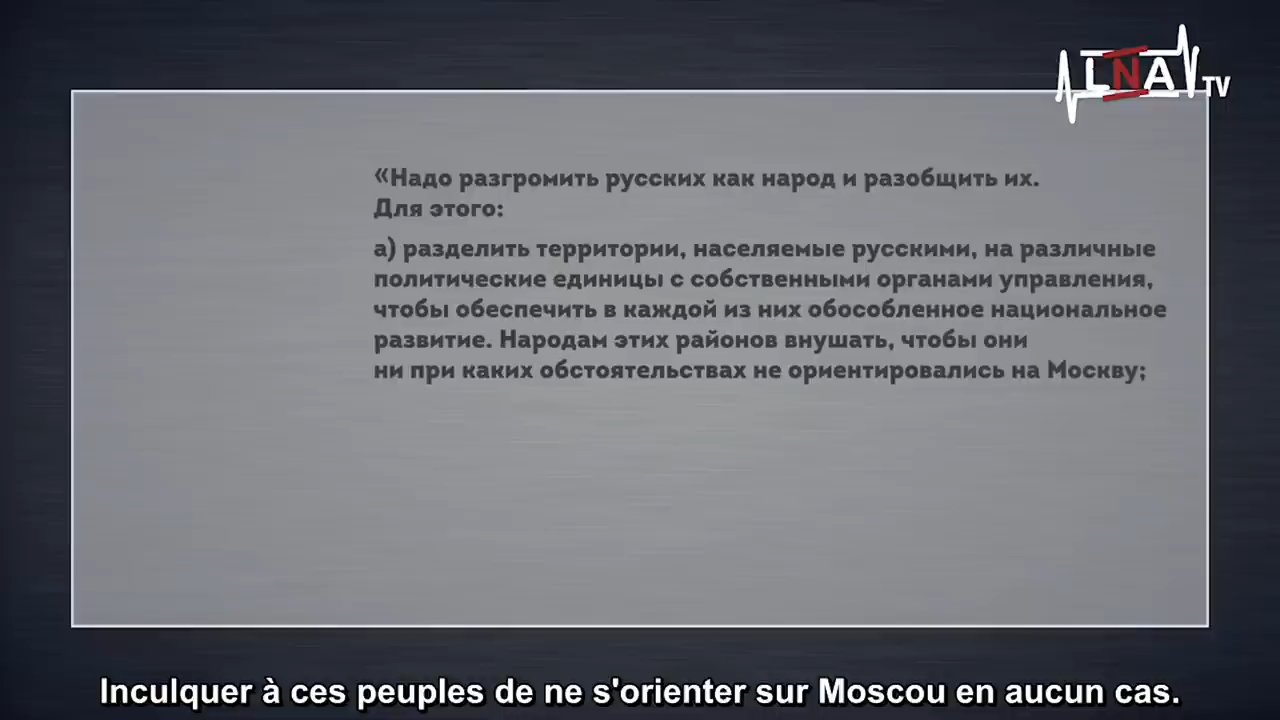 LNA TV
«Надо разгромить русских как народ и разобщить их.
Для этого:
а) разделить территории, населяемые русскими, на различные
политические единицы с собственными органами управления,
чтобы обеспечить в каждой из них обособленное национальное
развитие. Народам этих районов внушать, чтобы они
ни при каких обстоятельствах не ориентировались на Москву;
Inculquer à ces peuples de ne s'orienter sur Moscou en aucun cas.